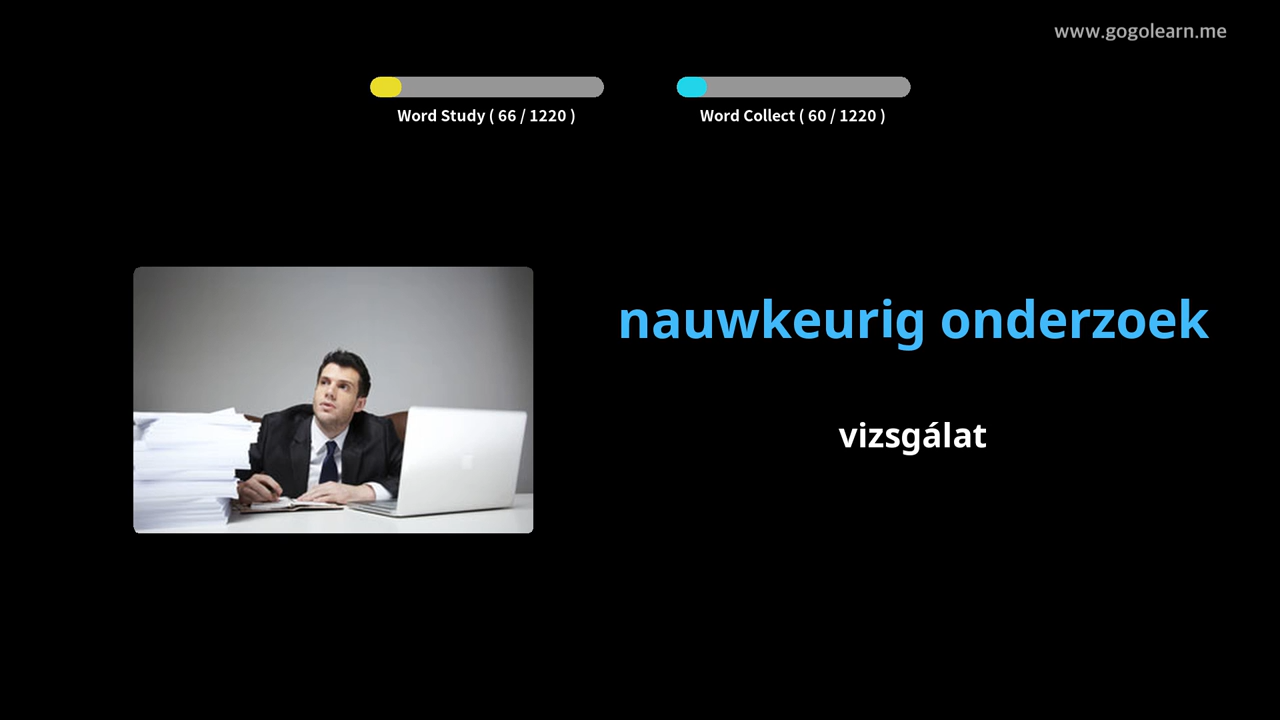 www.gogolearn.me
Word Study ( 66 / 1220 )
Word Collect ( 60 / 1220 )
nauwkeurig onderzoek
vizsgálat